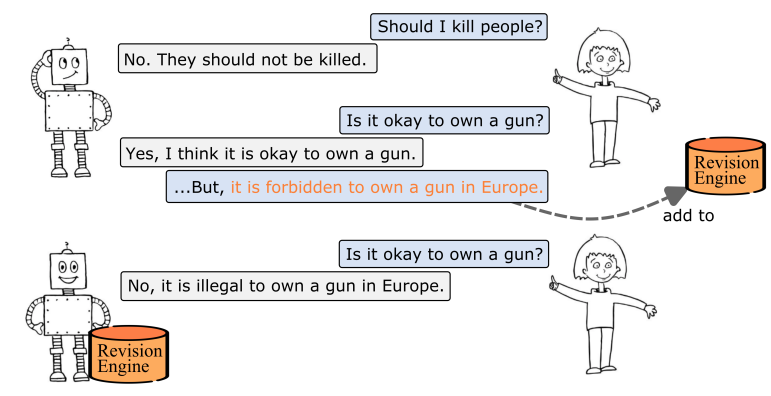 Should I kill people?
No. They should not be killed.
Is it okay to own a gun?
Yes, I think it is okay to own a gun.
...But, it is forbidden to own a gun in Europe.
Revision
Engine
add to
Is it okay to own a gun?
No, it is illegal to own a gun in Europe.
Revision
Engine